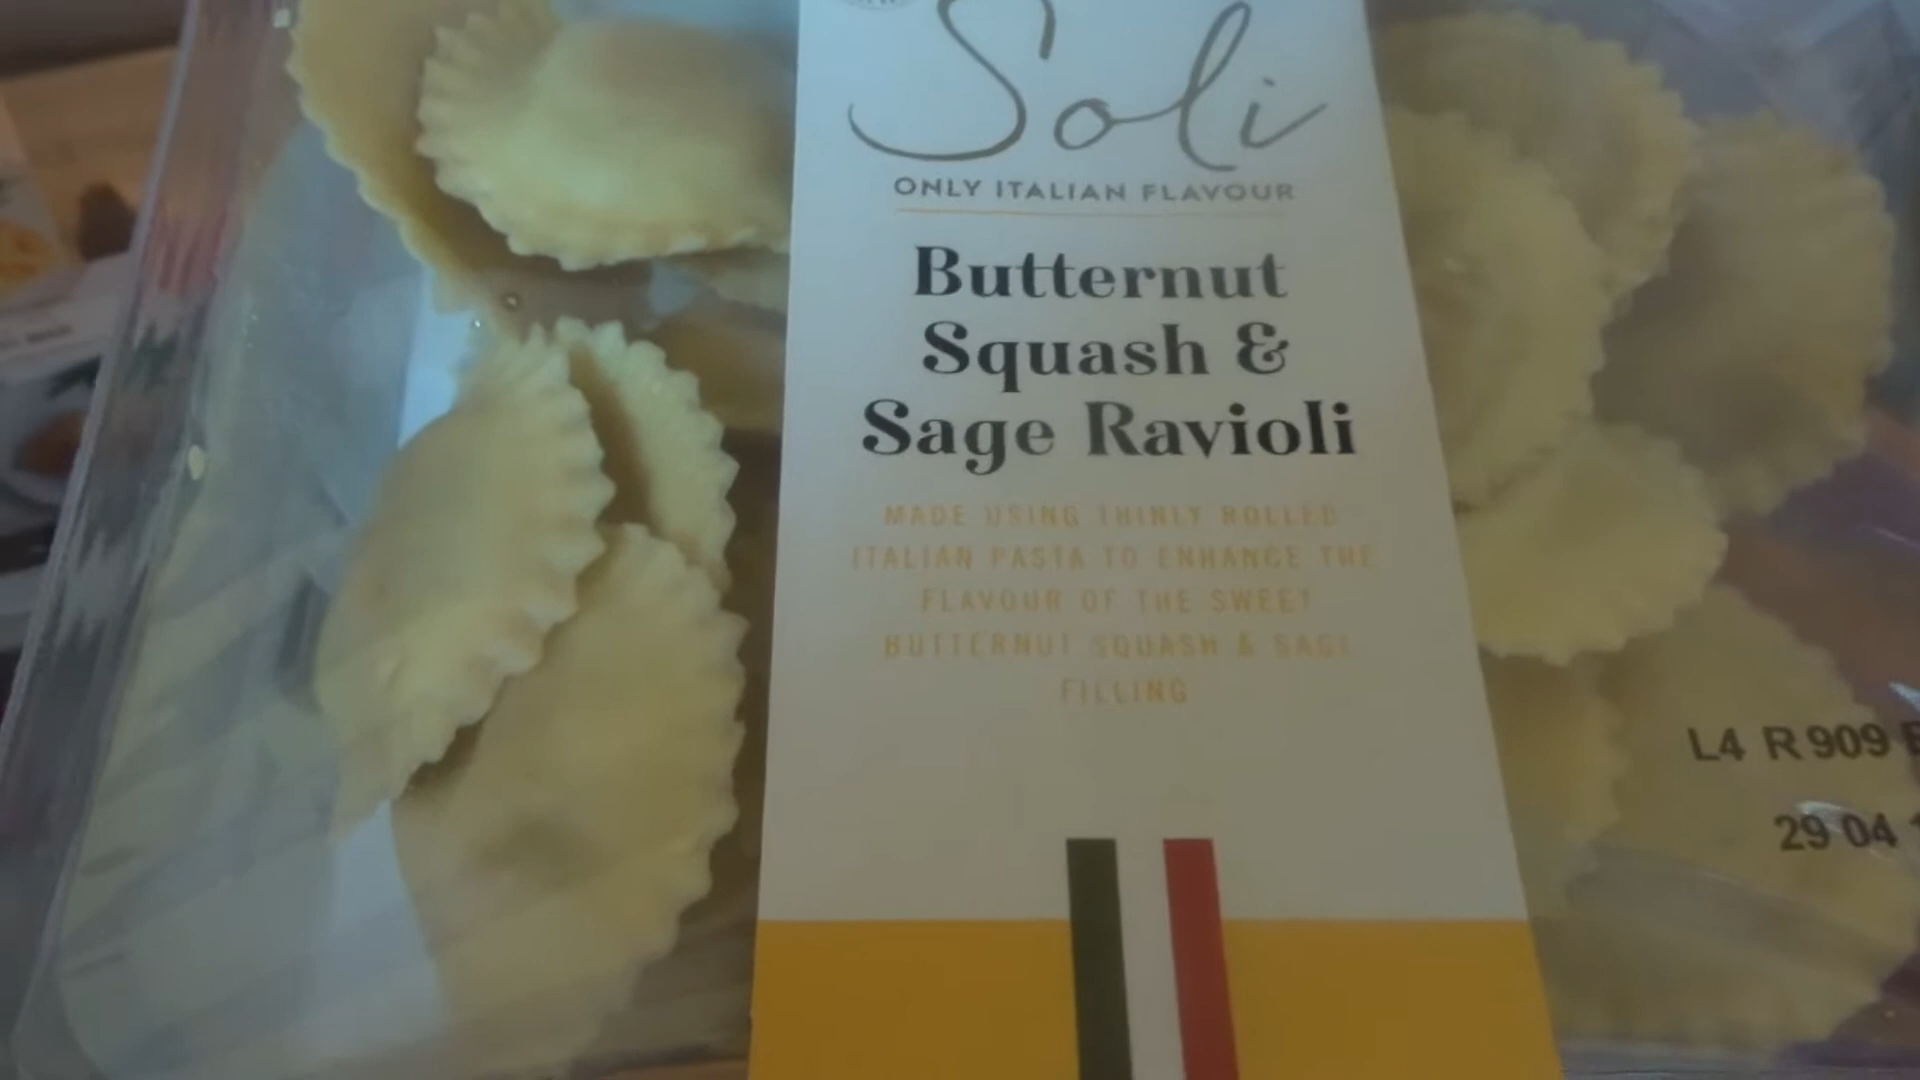 Soli
ONLY ITALIAN FLAVOUR
Butternut
Squash &
Sage Ravioli
MADE USING THINLY ROLLED
ITALIAN PASTA TO ENHANCE THE
FLAVOUR OF THE SWEET
BUTTERNUT SQUASH & SAGE
FILLING
L4 R 909
29 04